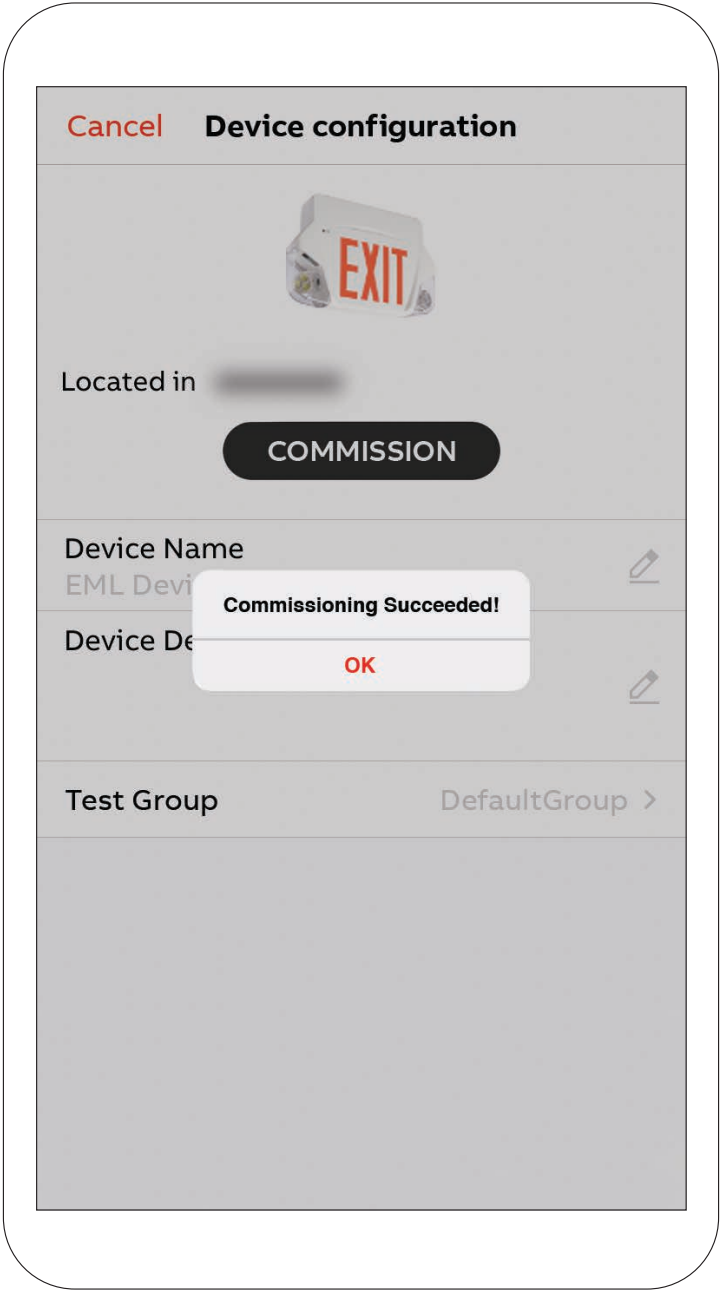 Cancel Device configuration
EXIT
Located in
COMMISSION
Device Name
EML Devi
Commissioning Succeeded!
Device De
OK
Test Group DefaultGroup >